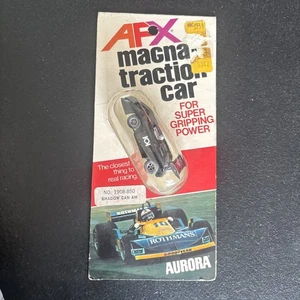 AFX
magna-
traction
car
FOR
SUPER
GRIPPING
POWER
The closest
thing to
real racing.
NO. 1908-850
SHADOW CAN AM
ROTHMANS
AURORA